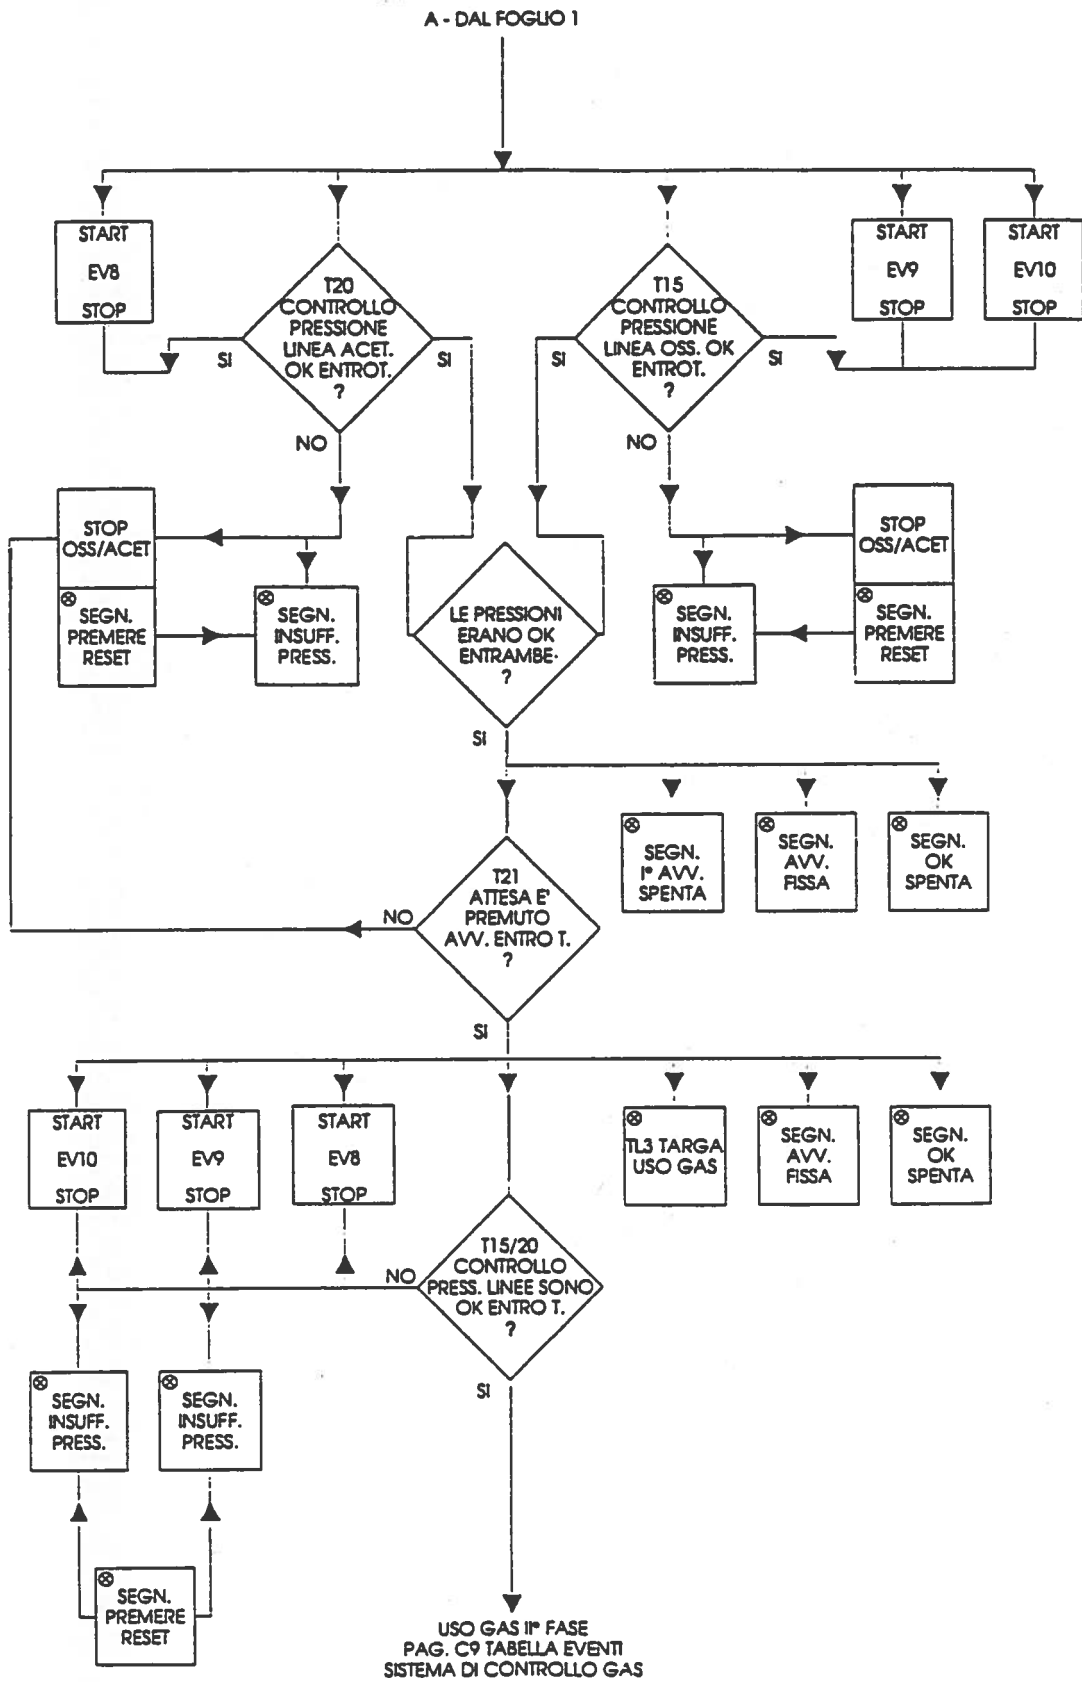 A - DAL FOGLIO 1
START
EV8
STOP
T20
CONTROLLO
PRESSIONE
LINEA ACET.
OK ENTROT.
?
T15
CONTROLLO
PRESSIONE
LINEA OSS. OK
ENTROT.
?
START
EV9
STOP
START
EV10
STOP
SI
SI
SI
SI
NO
NO
STOP
OSS/ACET
SEGN.
PREMERE
RESET
SEGN.
INSUFF.
PRESS.
LE PRESSIONI
ERANO OK
ENTRAMBE
?
SEGN.
INSUFF.
PRESS.
STOP
OSS/ACET
SEGN.
PREMERE
RESET
SI
SEGN.
I° AVV.
SPENTA
SEGN.
AVV.
FISSA
SEGN.
OK
SPENTA
T21
ATTESA E'
PREMUTO
AVV. ENTRO T.
?
NO
SI
START
EV10
STOP
START
EV9
STOP
START
EV8
STOP
TL3 TARGA
USO GAS
SEGN.
AVV.
FISSA
SEGN.
OK
SPENTA
T15/20
CONTROLLO
PRESS. LINEE SONO
OK ENTRO T.
?
NO
SI
SEGN.
INSUFF.
PRESS.
SEGN.
INSUFF.
PRESS.
SEGN.
PREMERE
RESET
USO GAS II° FASE
PAG. C9 TABELLA EVENTI
SISTEMA DI CONTROLLO GAS